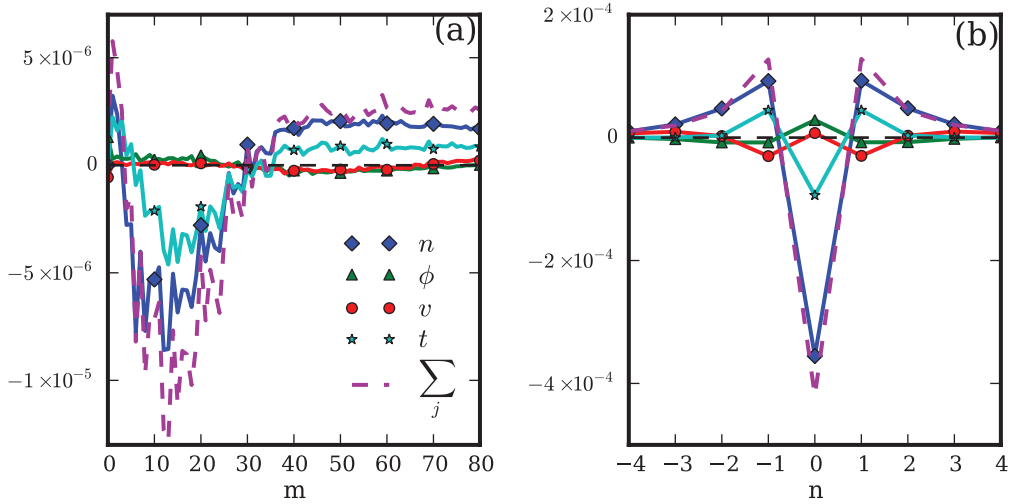 (a)
5 ×10⁻⁶
0
−5 ×10⁻⁶
−1 ×10⁻⁵
0 10 20 30 40 50 60 70 80
m
n
ϕ
v
t
∑
j
(b)
2 ×10⁻⁴
0
−2 ×10⁻⁴
−4 ×10⁻⁴
−4 −3 −2 −1 0 1 2 3 4
n